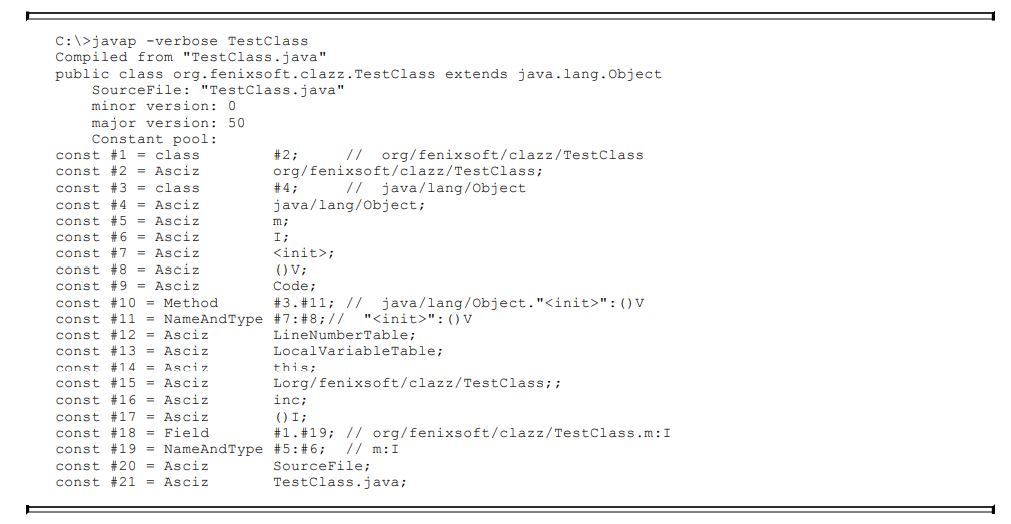 C:\>javap -verbose TestClass
Compiled from "TestClass.java"
public class org.fenixsoft.clazz.TestClass extends java.lang.Object
    SourceFile: "TestClass.java"
    minor version: 0
    major version: 50
    Constant pool:
const #1 = class        #2;     //  org/fenixsoft/clazz/TestClass
const #2 = Asciz        org/fenixsoft/clazz/TestClass;
const #3 = class        #4;     //  java/lang/Object
const #4 = Asciz        java/lang/Object;
const #5 = Asciz        m;
const #6 = Asciz        I;
const #7 = Asciz        <init>;
const #8 = Asciz        ()V;
const #9 = Asciz        Code;
const #10 = Method      #3.#11; //  java/lang/Object."<init>":()V
const #11 = NameAndType #7:#8;//  "<init>":()V
const #12 = Asciz       LineNumberTable;
const #13 = Asciz       LocalVariableTable;
const #14 = Asciz       this;
const #15 = Asciz       Lorg/fenixsoft/clazz/TestClass;;
const #16 = Asciz       inc;
const #17 = Asciz       ()I;
const #18 = Field       #1.#19; // org/fenixsoft/clazz/TestClass.m:I
const #19 = NameAndType #5:#6;  // m:I
const #20 = Asciz       SourceFile;
const #21 = Asciz       TestClass.java;